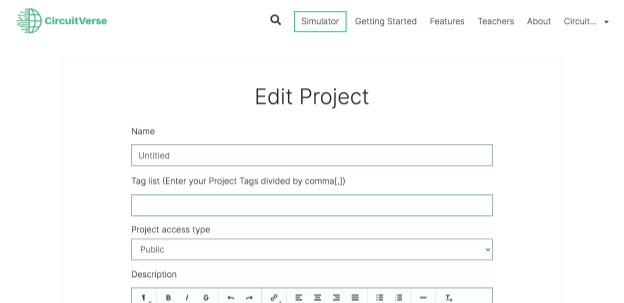 CircuitVerse
Simulator Getting Started Features Teachers About Circuit...
Edit Project
Name
Untitled
Tag list (Enter your Project Tags divided by comma[,])
Project access type
Public
Description
¶ B I S